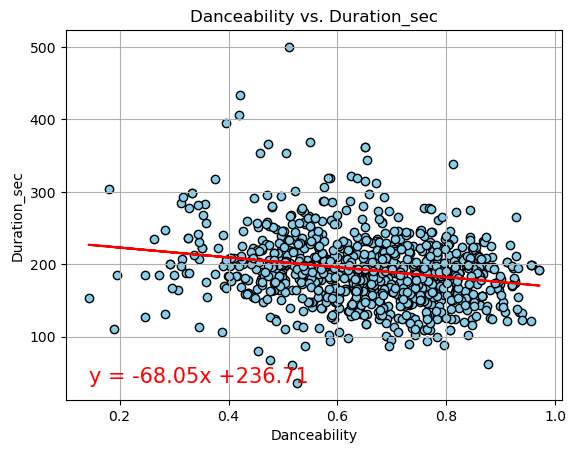 Danceability vs. Duration_sec
500
400
300
200
100
Duration_sec
y = -68.05x +236.71
0.2 0.4 0.6 0.8 1.0
Danceability